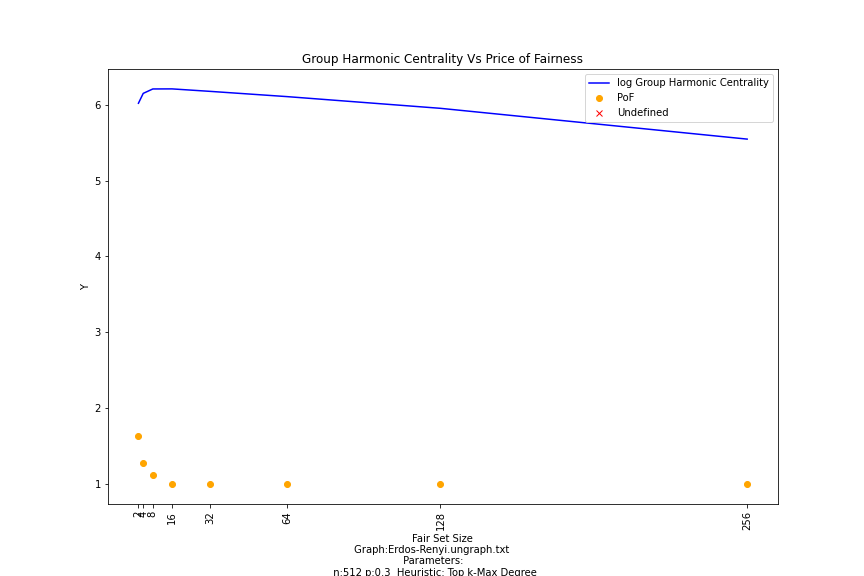 Group Harmonic Centrality Vs Price of Fairness
log Group Harmonic Centrality
PoF
Undefined
6
5
4
3
2
1
Y
2
4
8
16
32
64
128
256
Fair Set Size
Graph:Erdos-Renyi.ungraph.txt
Parameters:
n:512 p:0.3 Heuristic: Top k-Max Degree